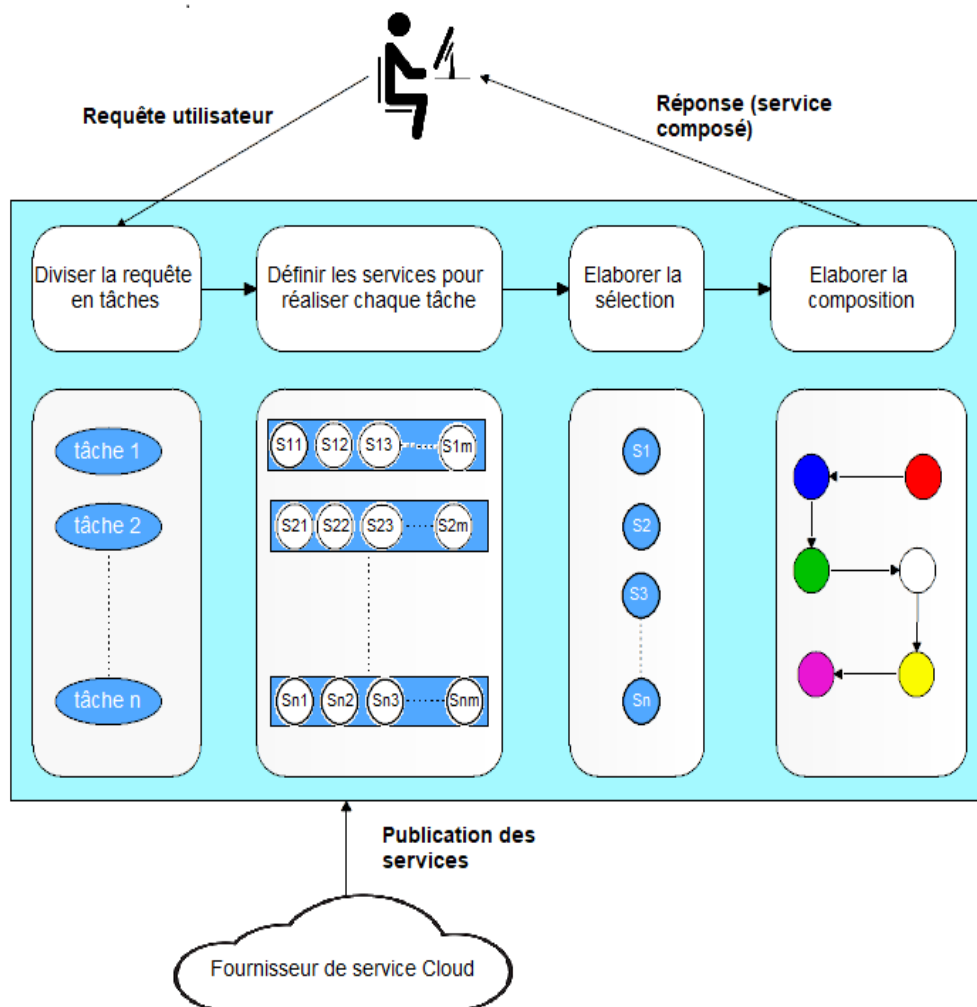 Requête utilisateur
Réponse (service
composé)
Diviser la requête
en tâches
Définir les services pour
réaliser chaque tâche
Elaborer la
sélection
Elaborer la
composition
tâche 1
tâche 2
tâche n
S11 S12 S13 S1m
S21 S22 S23 S2m
Sn1 Sn2 Sn3 Snm
S1
S2
S3
Sn
Publication des
services
Fournisseur de service Cloud